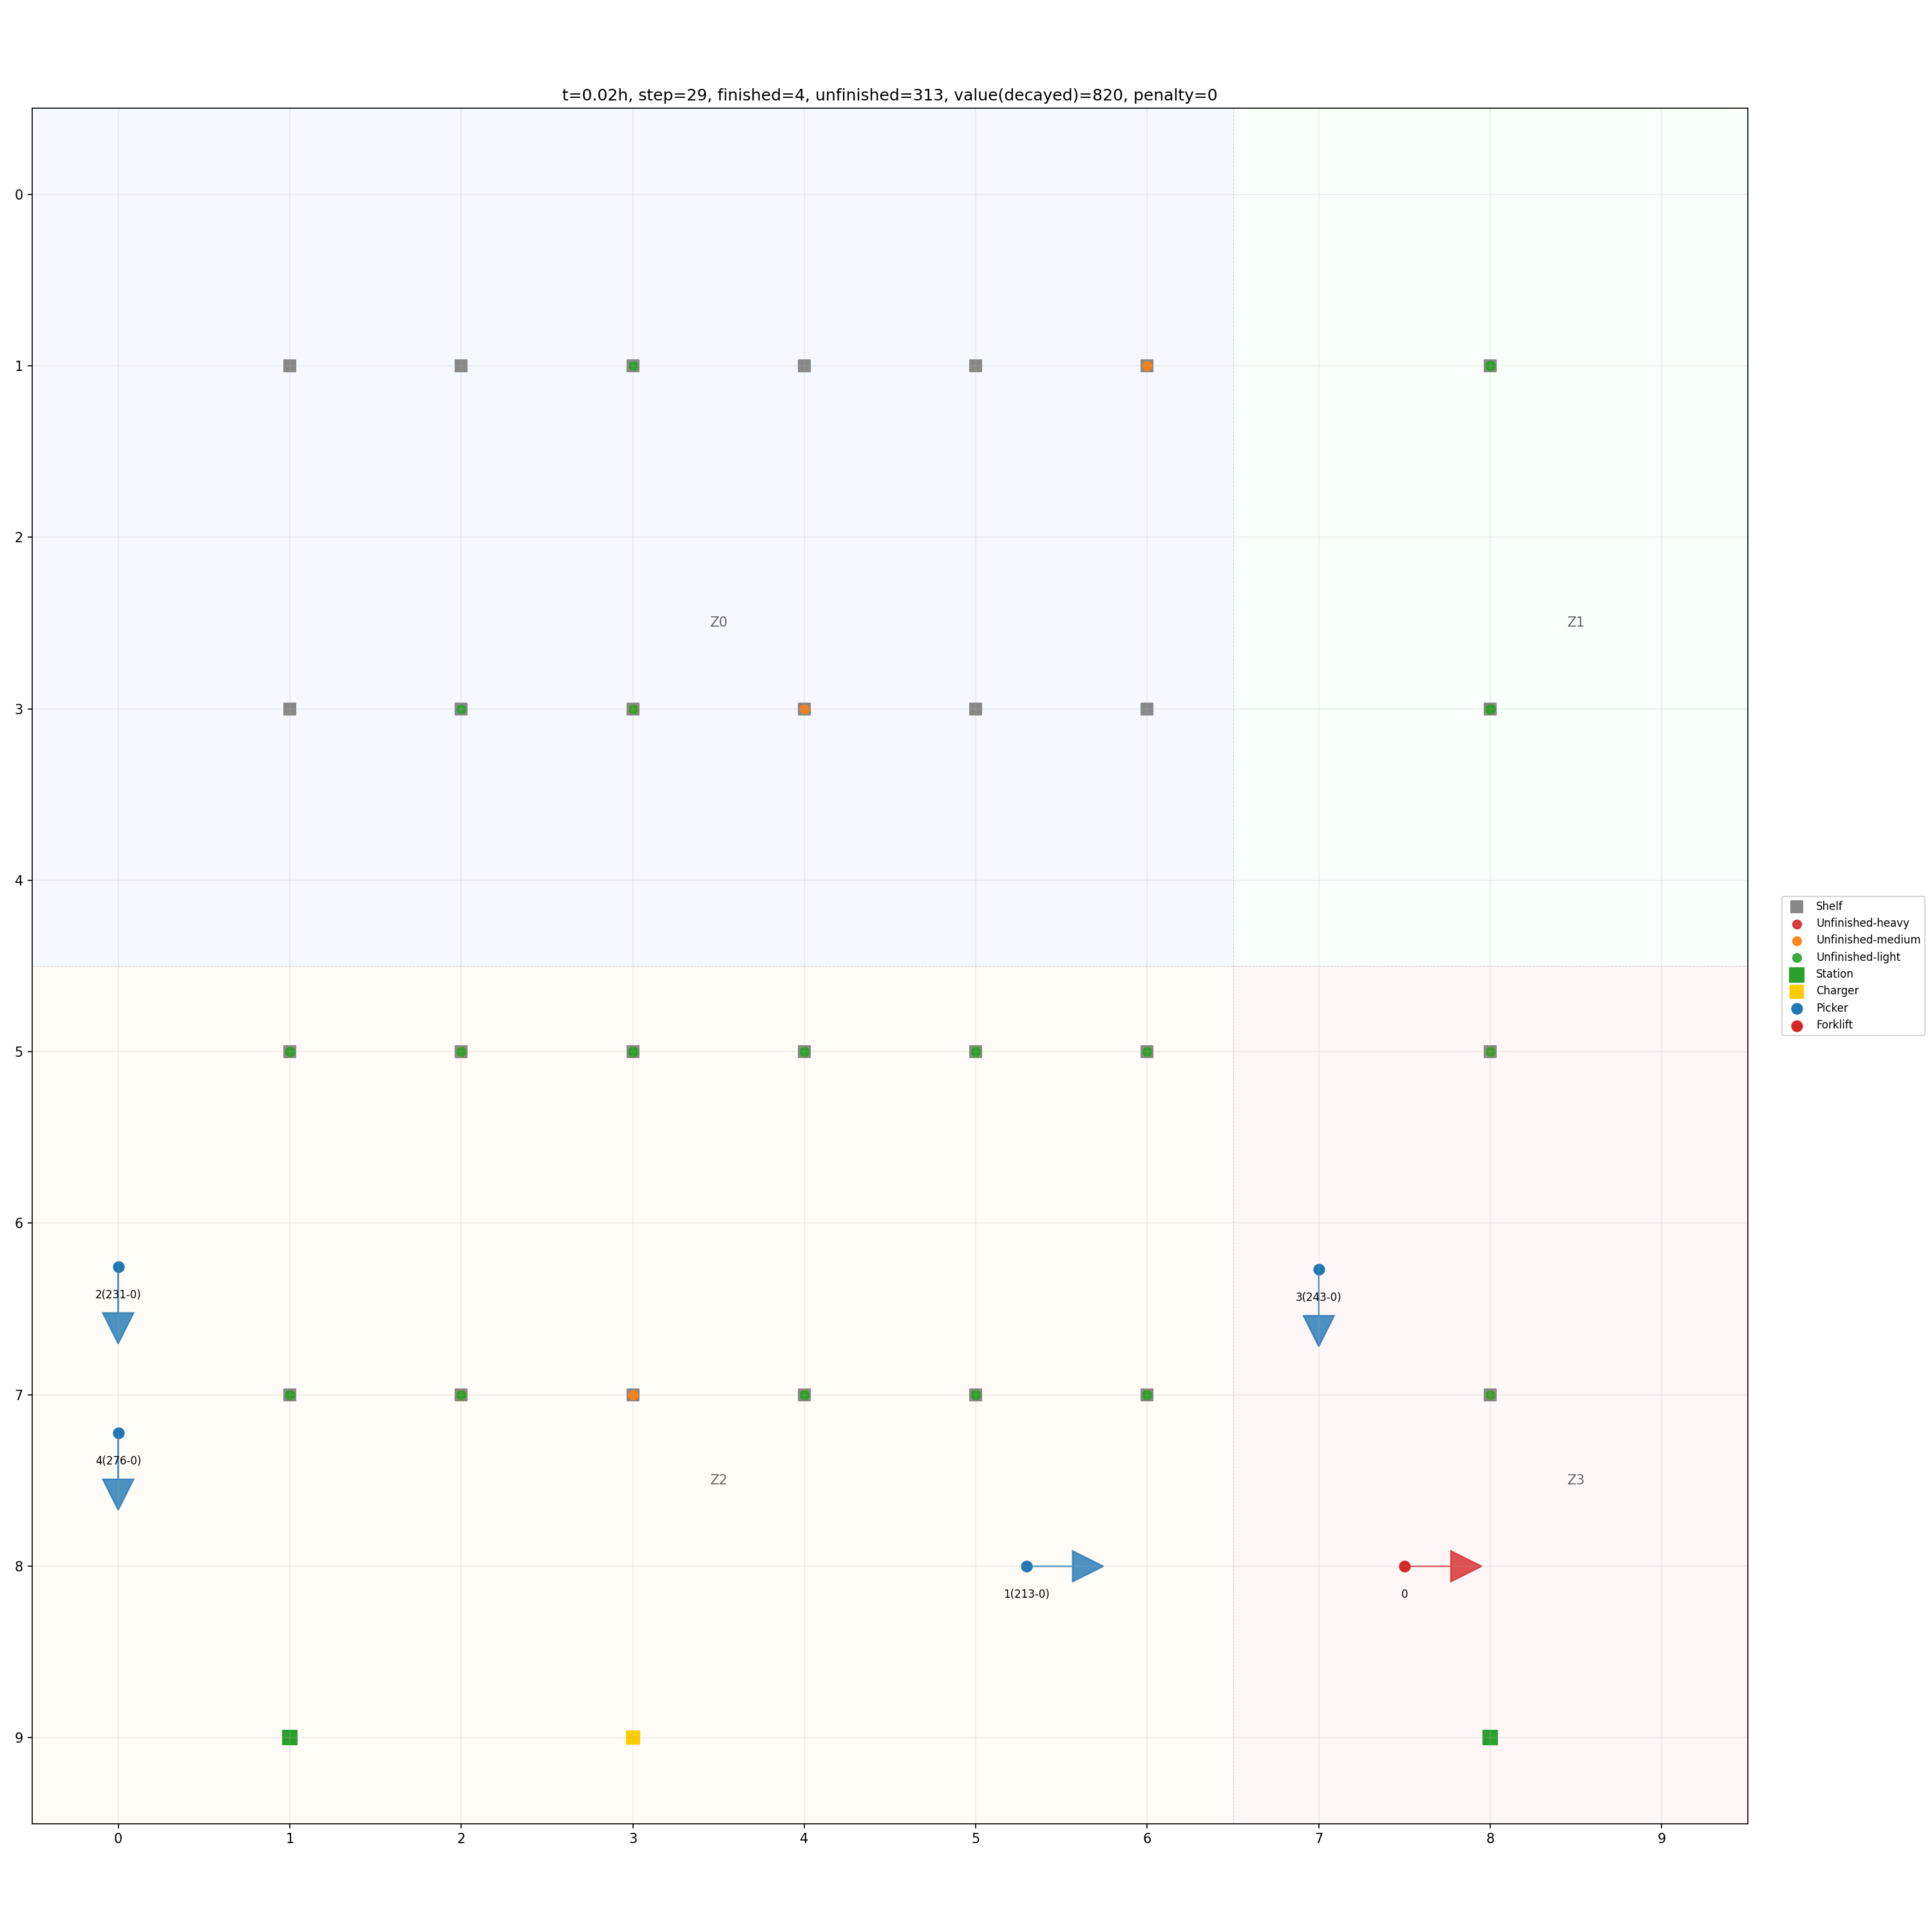 t=0.02h, step=29, finished=4, unfinished=313, value(decayed)=820, penalty=0
0
1
2
Z0
Z1
3
4
Shelf
Unfinished-heavy
Unfinished-medium
Unfinished-light
Station
Charger
Picker
Forklift
5
6
2(231-0)
3(243-0)
7
4(276-0)
Z2
Z3
8
1(213-0)
0
9
0 1 2 3 4 5 6 7 8 9